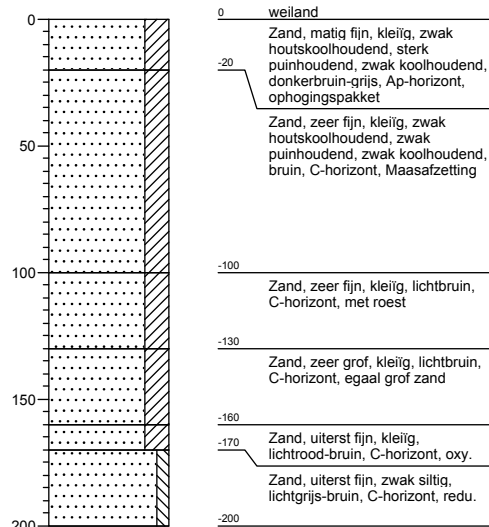 0
0
weiland
Zand, matig fijn, kleiïg, zwak
houtskoolhoudend, sterk
puinhoudend, zwak koolhoudend,
donkerbruin-grijs, Ap-horizont,
ophogingspakket
-20
Zand, zeer fijn, kleiïg, zwak
houtskoolhoudend, zwak
puinhoudend, zwak koolhoudend,
bruin, C-horizont, Maasafzetting
50
100
-100
Zand, zeer fijn, kleiïg, lichtbruin,
C-horizont, met roest
-130
Zand, zeer grof, kleiïg, lichtbruin,
C-horizont, egaal grof zand
150
-160
Zand, uiterst fijn, kleiïg,
lichtrood-bruin, C-horizont, oxy.
-170
Zand, uiterst fijn, zwak siltig,
lichtgrijs-bruin, C-horizont, redu.
200
-200